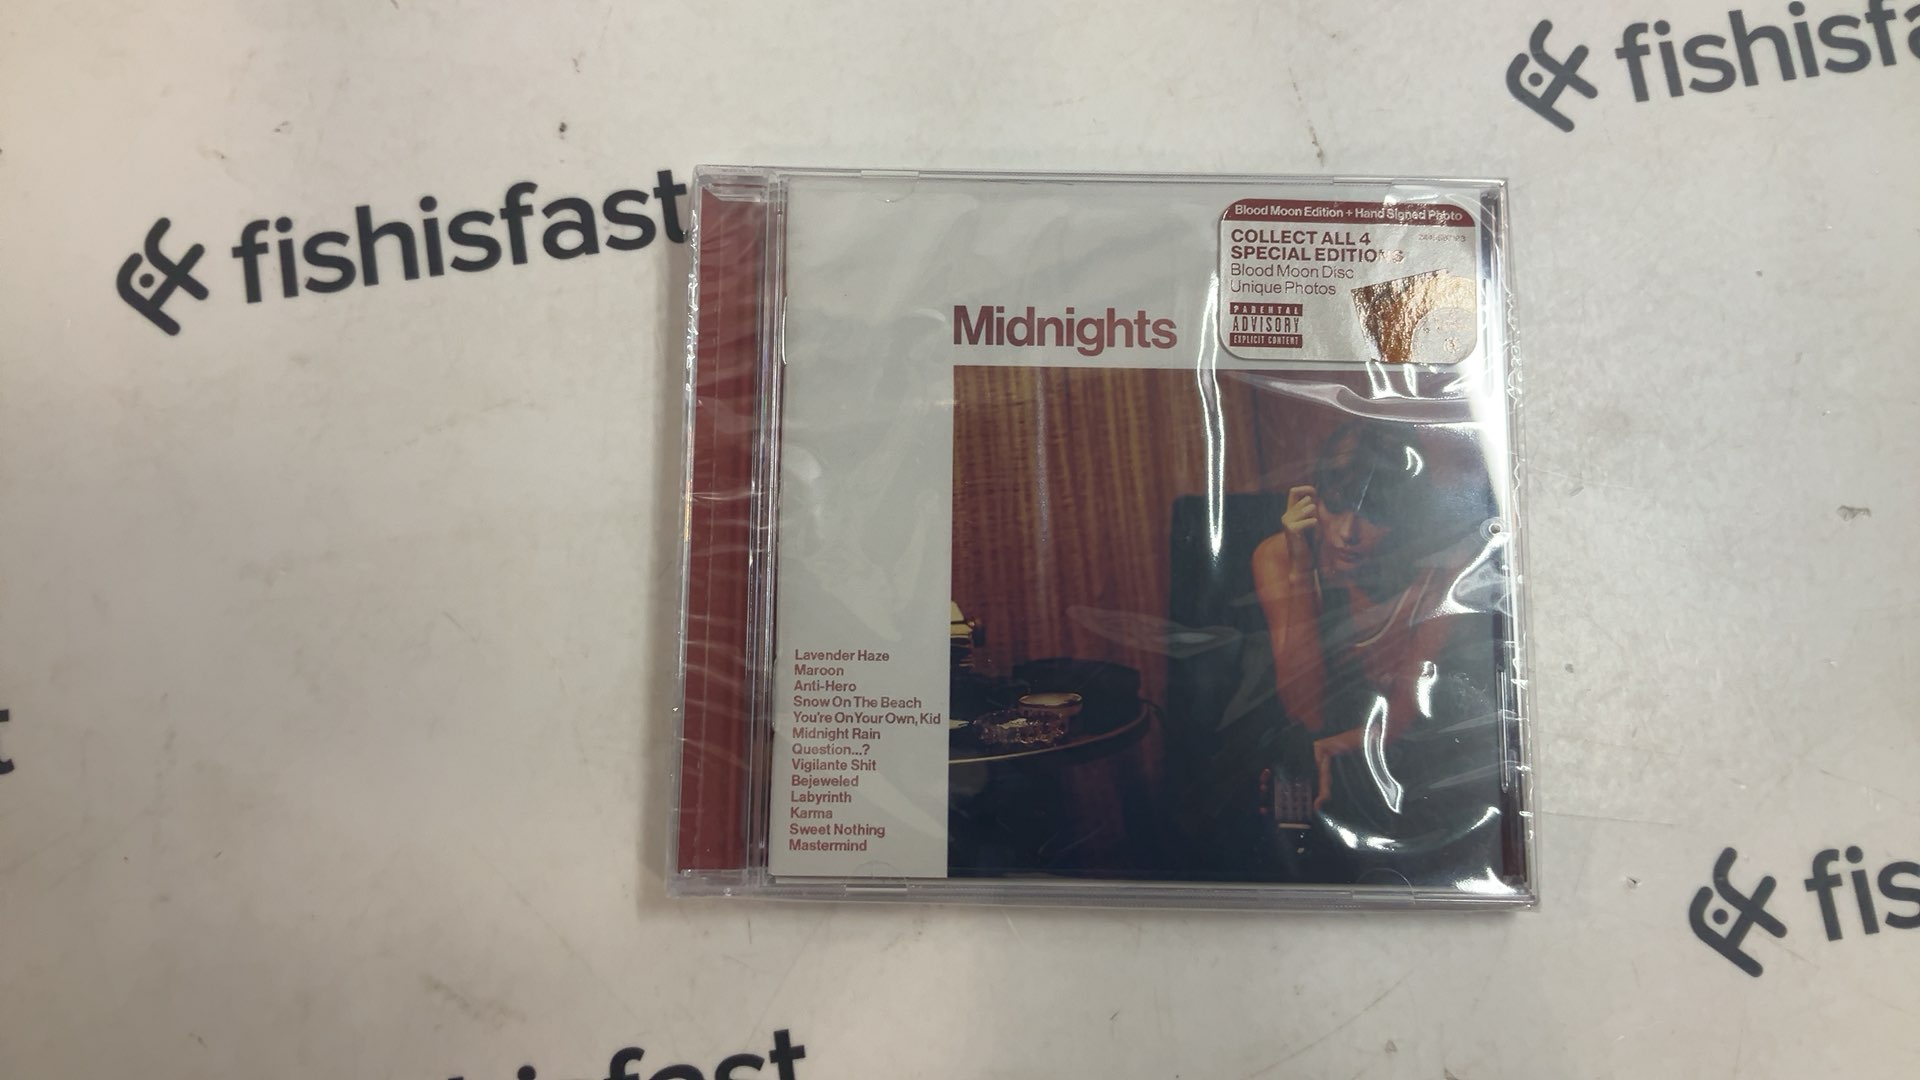 fishisfa
fishisfast
Blood Moon Edition + Hand Signed Photo
COLLECT ALL 4
SPECIAL EDITIONS
Blood Moon Disc
Unique Photos
PARENTAL
ADVISORY
EXPLICIT CONTENT
Midnights
Lavender Haze
Maroon
Anti-Hero
Snow On The Beach
You're On Your Own, Kid
Midnight Rain
Question...?
Vigilante Shit
Bejeweled
Labyrinth
Karma
Sweet Nothing
Mastermind
fis
hisfast